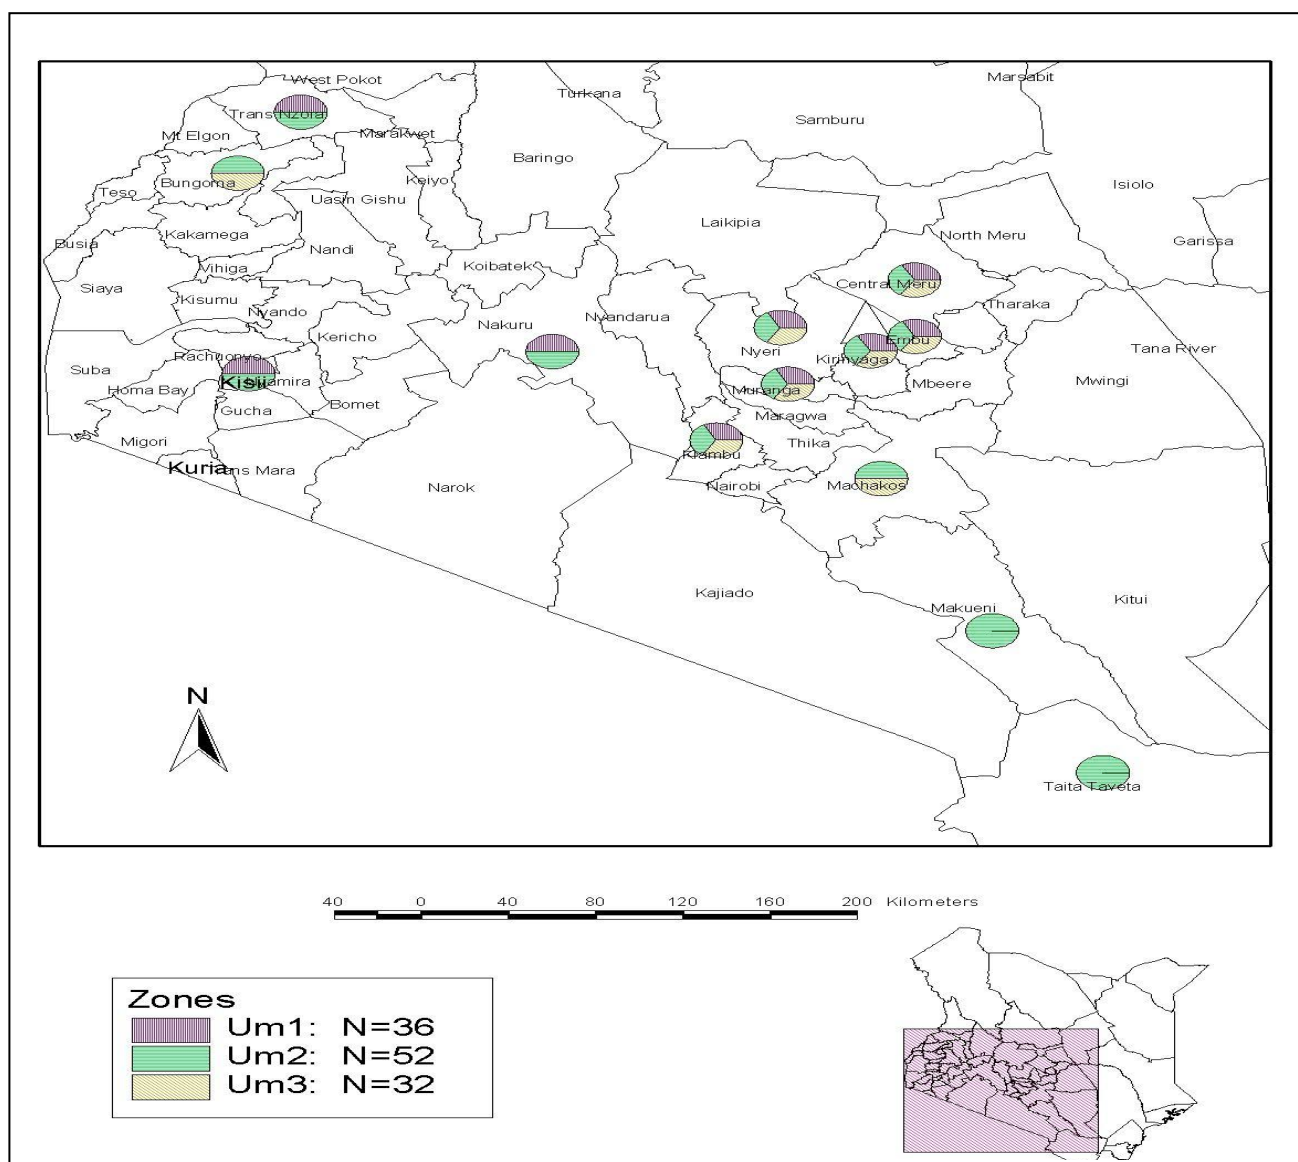 West Pokot
Marsabit
Turkana
Trans Nzoia
Samburu
Mt Elgon
Marakwet
Baringo
Bungoma
Keiyo
Teso
Uasin Gishu
Isiolo
Laikipia
Kakamega
North Meru
Busia
Nandi
Garissa
Vihiga
Koibatek
Siaya
Central Meru
Kisumu
Tharaka
Nyando
Nyandarua
Nakuru
Kericho
Embu
Tana River
Nyeri
Rachuonyo
Kirinyaga
Suba
Kisii
Homa Bay
Muranga
Mbeere
Mwingi
Bomet
Gucha
Maragwa
Migori
Thika
Kiambu
Kuria
ns Mara
Narok
Nairobi
Machakos
Kajiado
Makueni
Kitui
N
Taita Taveta
40 0 40 80 120 160 200 Kilometers
Zones
Um1: N=36
Um2: N=52
Um3: N=32